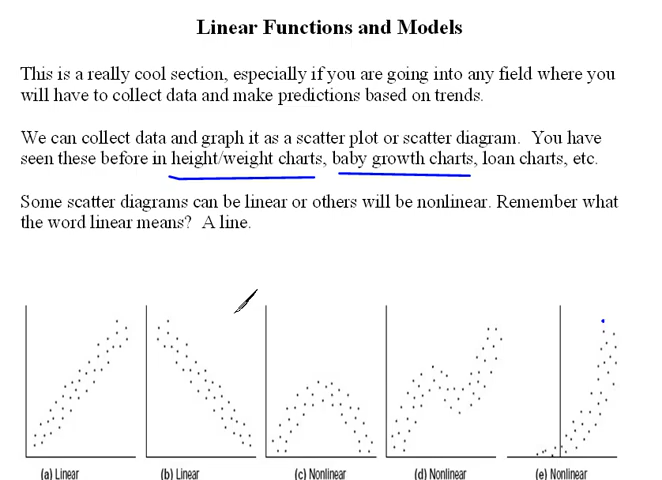 Linear Functions and Models
This is a really cool section, especially if you are going into any field where you
will have to collect data and make predictions based on trends.
We can collect data and graph it as a scatter plot or scatter diagram.  You have
seen these before in height/weight charts, baby growth charts, loan charts, etc.
Some scatter diagrams can be linear or others will be nonlinear. Remember what
the word linear means?  A line.
(a) Linear (b) Linear (c) Nonlinear (d) Nonlinear (e) Nonlinear